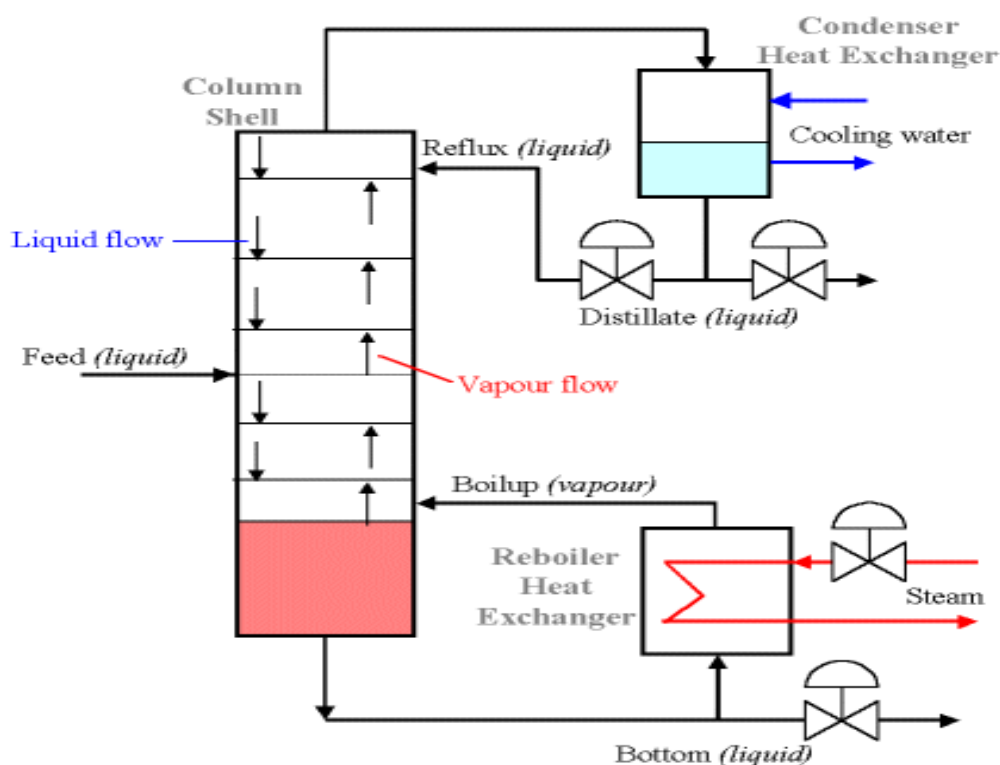 Condenser
Heat Exchanger
Column
Shell
Cooling water
Reflux (liquid)
Liquid flow
Distillate (liquid)
Feed (liquid)
Vapour flow
Boilup (vapour)
Reboiler
Heat
Exchanger
Steam
Bottom (liquid)